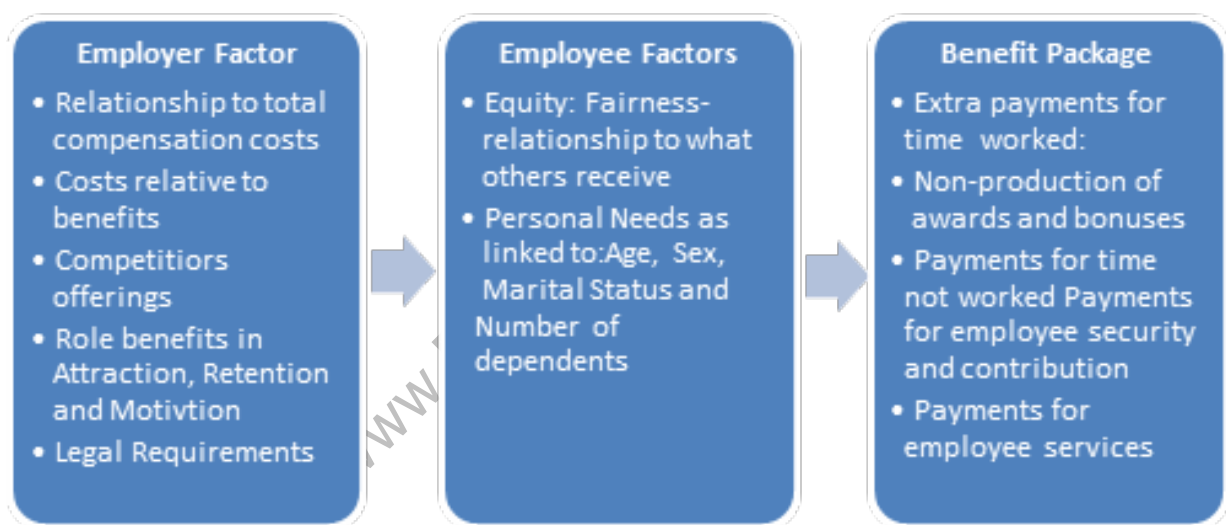 Employer Factor
• Relationship to total
compensation costs
• Costs relative to
benefits
• Competitiors
offerings
• Role benefits in
Attraction, Retention
and Motivtion
• Legal Requirements
Employee Factors
• Equity: Fairness-
relationship to what
others receive
• Personal Needs as
linked to:Age, Sex,
Marital Status and
Number of
dependents
Benefit Package
• Extra payments for
time worked:
• Non-production of
awards and bonuses
• Payments for time
not worked Payments
for employee security
and contribution
• Payments for
employee services
www.